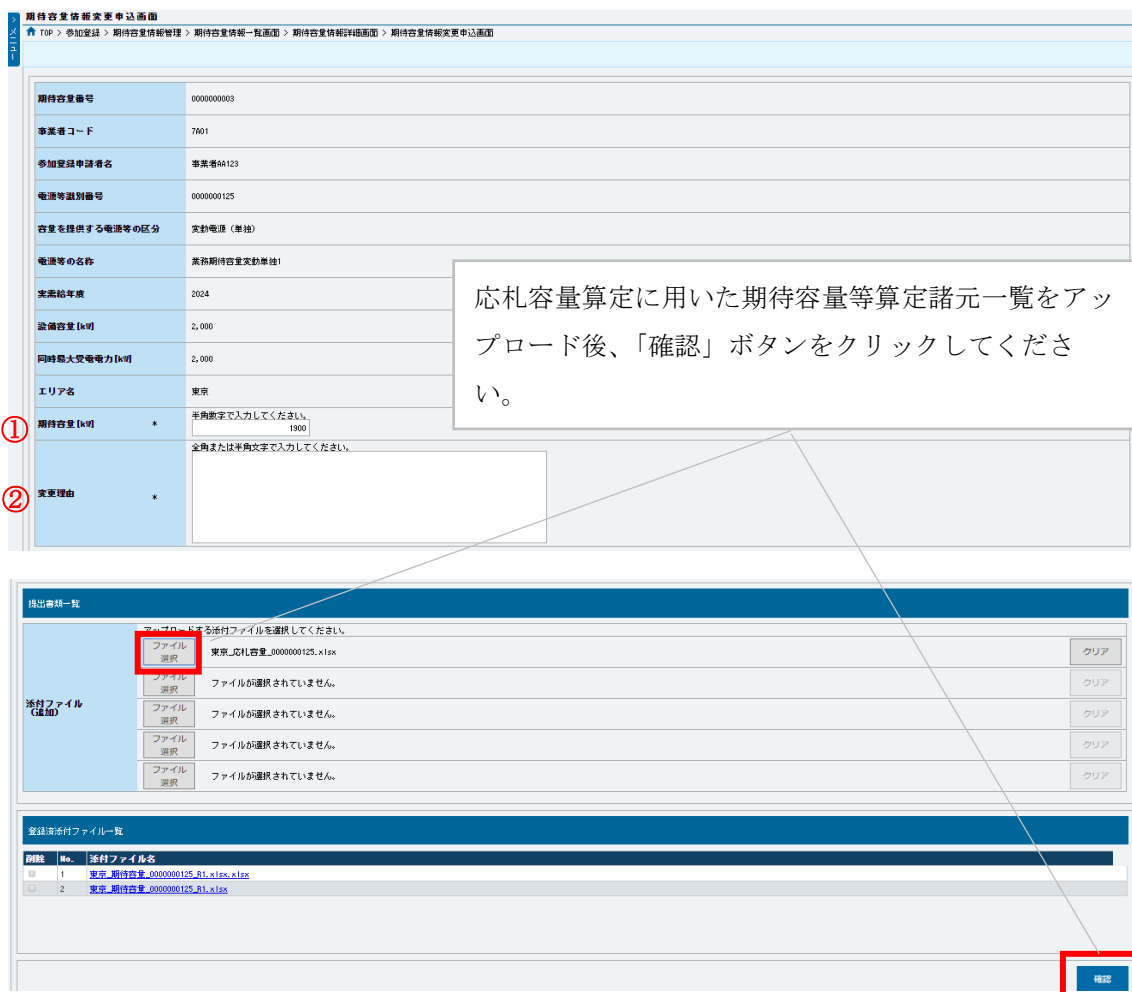 期待容量情報変更申込画面
>メニュー
TOP > 参加登録 > 期待容量情報管理 > 期待容量情報一覧画面 > 期待容量情報詳細画面 > 期待容量情報変更申込画面
期待容量番号 0000000003
事業者コード 7A01
参加登録申請者名 事業者AA123
電源等識別番号 0000000125
容量を提供する電源等の区分 変動電源（単独）
電源等の名称 業務期待容量変動単独1
実需給年度 2024
設備容量[kW] 2,000
同時最大受電電力[kW] 2,000
エリア名 東京
応札容量算定に用いた期待容量等算定諸元一覧をアッ
プロード後、「確認」ボタンをクリックしてくださ
い。
半角数字で入力してください。
① 期待容量[kW] * 1900
全角または半角文字で入力してください。
② 変更理由 *
提出書類一覧
アップロードする添付ファイルを選択してください。
添付ファイル
（追加）
ファイル
選択
東京_応札容量_0000000125.xlsx クリア
ファイル
選択
ファイルが選択されていません。 クリア
ファイル
選択
ファイルが選択されていません。 クリア
ファイル
選択
ファイルが選択されていません。 クリア
ファイル
選択
ファイルが選択されていません。 クリア
登録済添付ファイル一覧
削除 No. 添付ファイル名
1 東京_期待容量_0000000125_R1.xlsx.xlsx
2 東京_期待容量_0000000125_R1.xlsx
確認